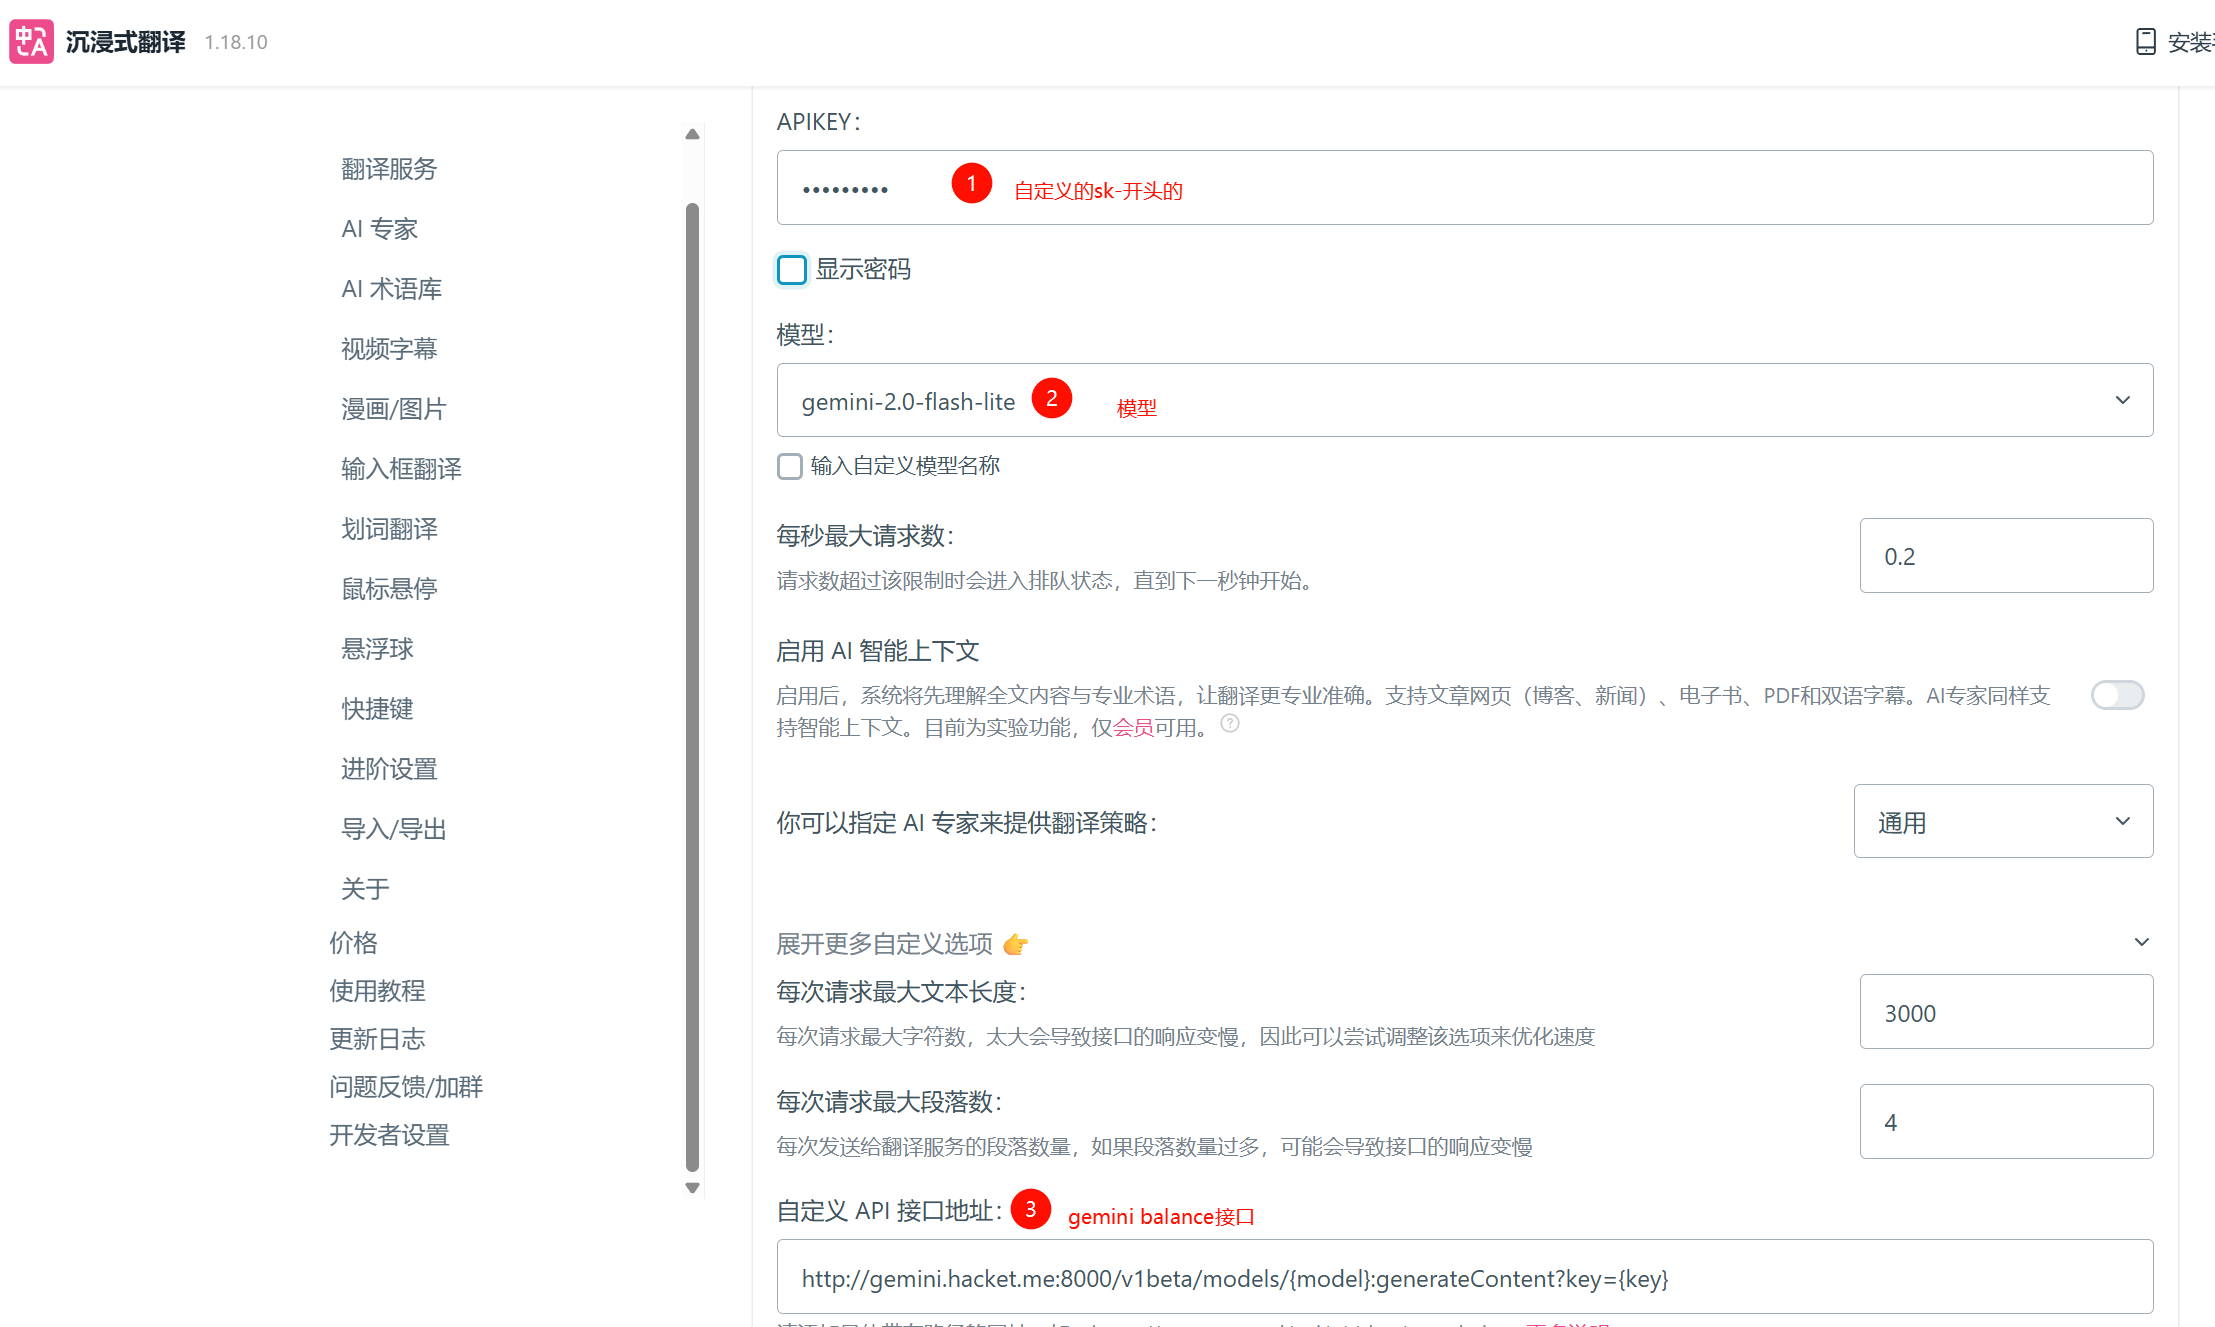 沉浸式翻译 1.18.10
安装
翻译服务
AI 专家
AI 术语库
视频字幕
漫画/图片
输入框翻译
划词翻译
鼠标悬停
悬浮球
快捷键
进阶设置
导入/导出
关于
价格
使用教程
更新日志
问题反馈/加群
开发者设置
APIKEY：
••••••••• 1 自定义的sk-开头的
显示密码
模型：
gemini-2.0-flash-lite 2 模型
输入自定义模型名称
每秒最大请求数：
0.2
请求数超过该限制时会进入排队状态，直到下一秒钟开始。
启用 AI 智能上下文
启用后，系统将先理解全文内容与专业术语，让翻译更专业准确。支持文章网页（博客、新闻）、电子书、PDF和双语字幕。AI专家同样支
持智能上下文。目前为实验功能，仅会员可用。?
你可以指定 AI 专家来提供翻译策略：
通用
展开更多自定义选项 👉
每次请求最大文本长度：
3000
每次请求最大字符数，太大会导致接口的响应变慢，因此可以尝试调整该选项来优化速度
每次请求最大段落数：
4
每次发送给翻译服务的段落数量，如果段落数量过多，可能会导致接口的响应变慢
自定义 API 接口地址： 3 gemini balance接口
http://gemini.hacket.me:8000/v1beta/models/{model}:generateContent?key={key}